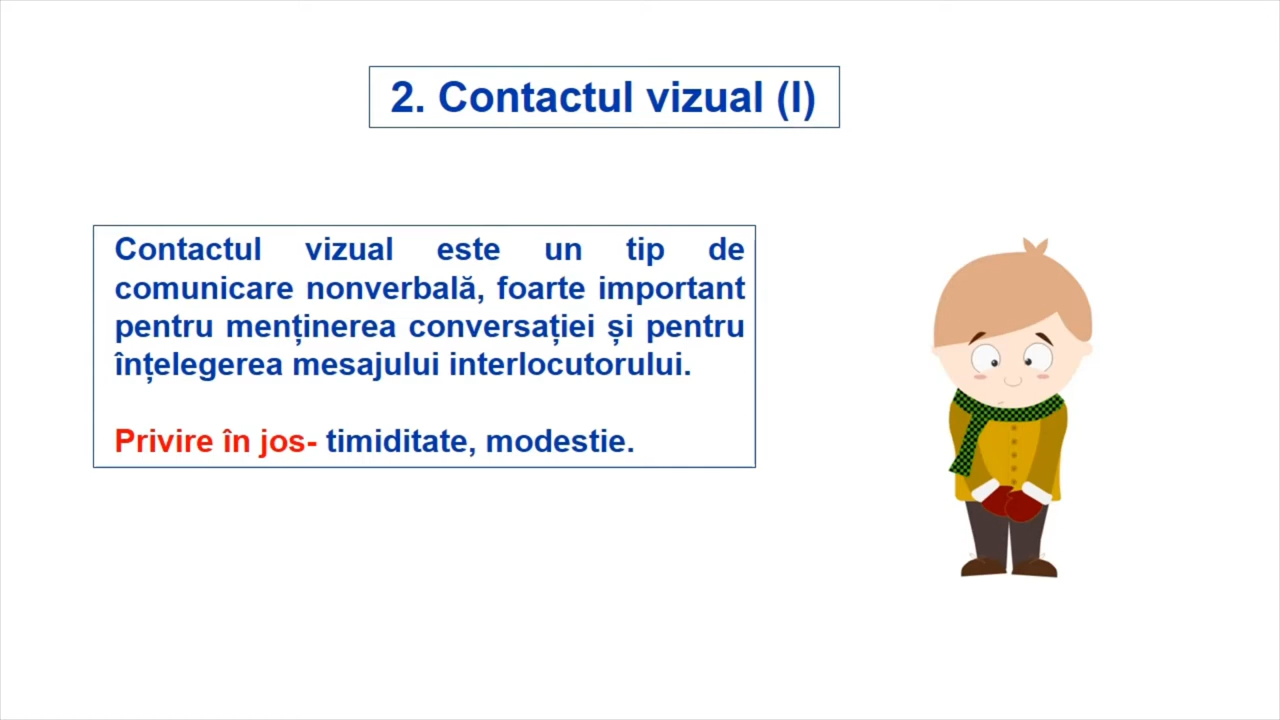 2. Contactul vizual (I)
Contactul vizual este un tip de
comunicare nonverbală, foarte important
pentru menținerea conversației și pentru
înțelegerea mesajului interlocutorului.
Privire în jos- timiditate, modestie.